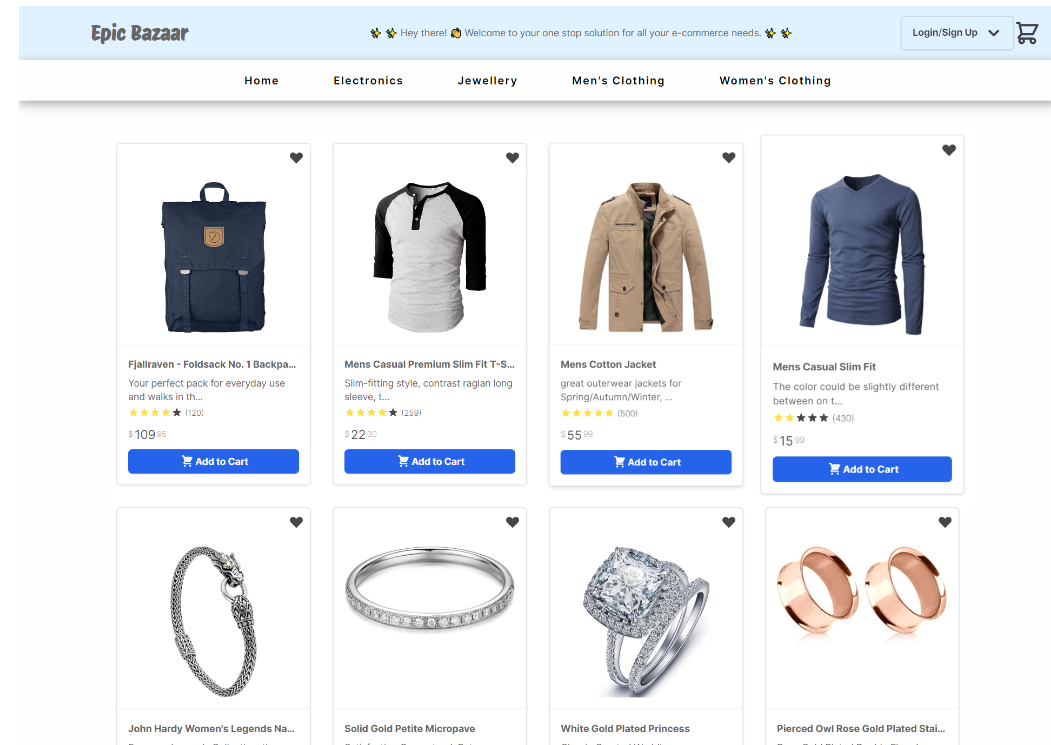 Epic Bazaar
✨ ✨ Hey there! 👏 Welcome to your one stop solution for all your e-commerce needs. ✨ ✨
Login/Sign Up
Home
Electronics
Jewellery
Men's Clothing
Women's Clothing
Fjallraven - Foldsack No. 1 Backpa...
Your perfect pack for everyday use
and walks in th...
(120)
$109.95
Add to Cart
Mens Casual Premium Slim Fit T-S...
Slim-fitting style, contrast raglan long
sleeve, t...
(259)
$22.30
Add to Cart
Mens Cotton Jacket
great outerwear jackets for
Spring/Autumn/Winter, ...
(500)
$55.99
Add to Cart
Mens Casual Slim Fit
The color could be slightly different
between on t...
(430)
$15.99
Add to Cart
John Hardy Women's Legends Na...
Solid Gold Petite Micropave
White Gold Plated Princess
Pierced Owl Rose Gold Plated Stai...